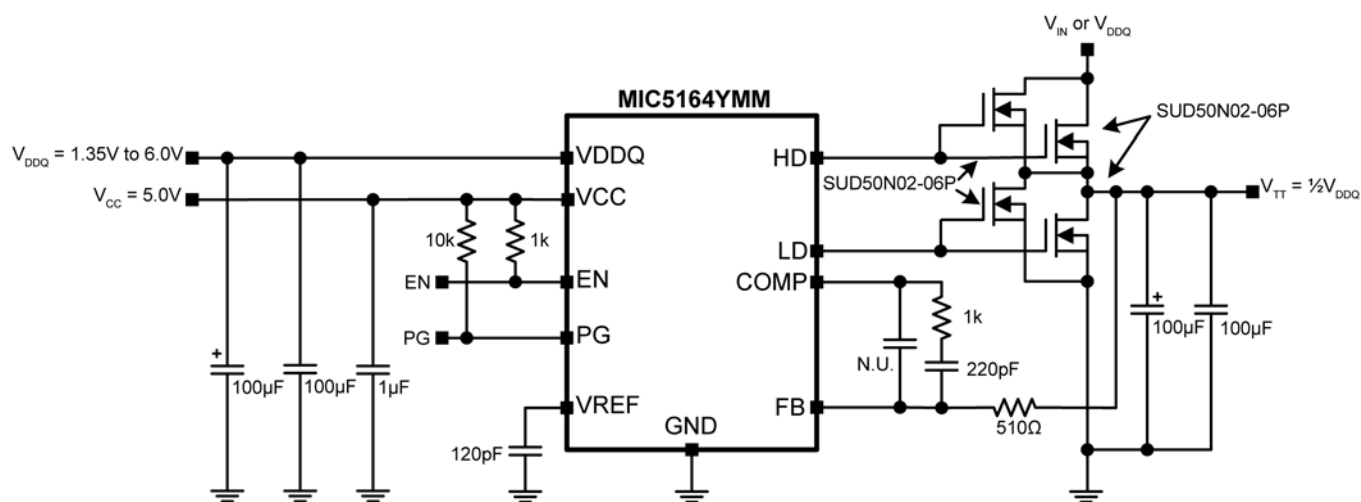 V_IN or V_DDQ
MIC5164YMM
V_DDQ = 1.35V to 6.0V
VDDQ
HD
SUD50N02-06P
SUD50N02-06P
V_CC = 5.0V
VCC
V_TT = ½V_DDQ
10k
1k
LD
EN
EN
COMP
1k
PG
PG
100µF
100µF
1µF
+
100µF
+
100µF
N.U.
220pF
VREF
FB
GND
510Ω
120pF